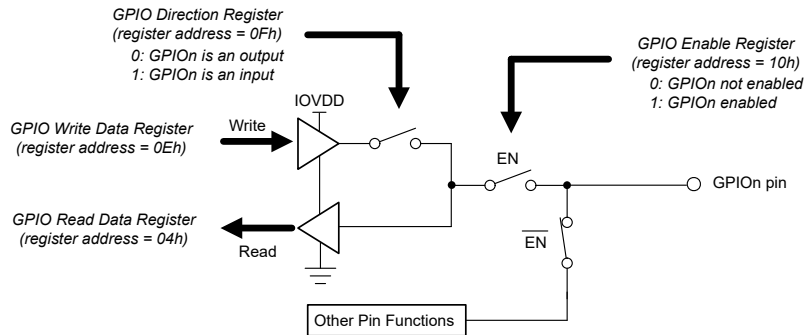 GPIO Direction Register
(register address = 0Fh)
0: GPIOn is an output
1: GPIOn is an input
GPIO Enable Register
(register address = 10h)
0: GPIOn not enabled
1: GPIOn enabled
IOVDD
GPIO Write Data Register
(register address = 0Eh)
Write
EN
GPIOn pin
GPIO Read Data Register
(register address = 04h)
Read
EN
Other Pin Functions